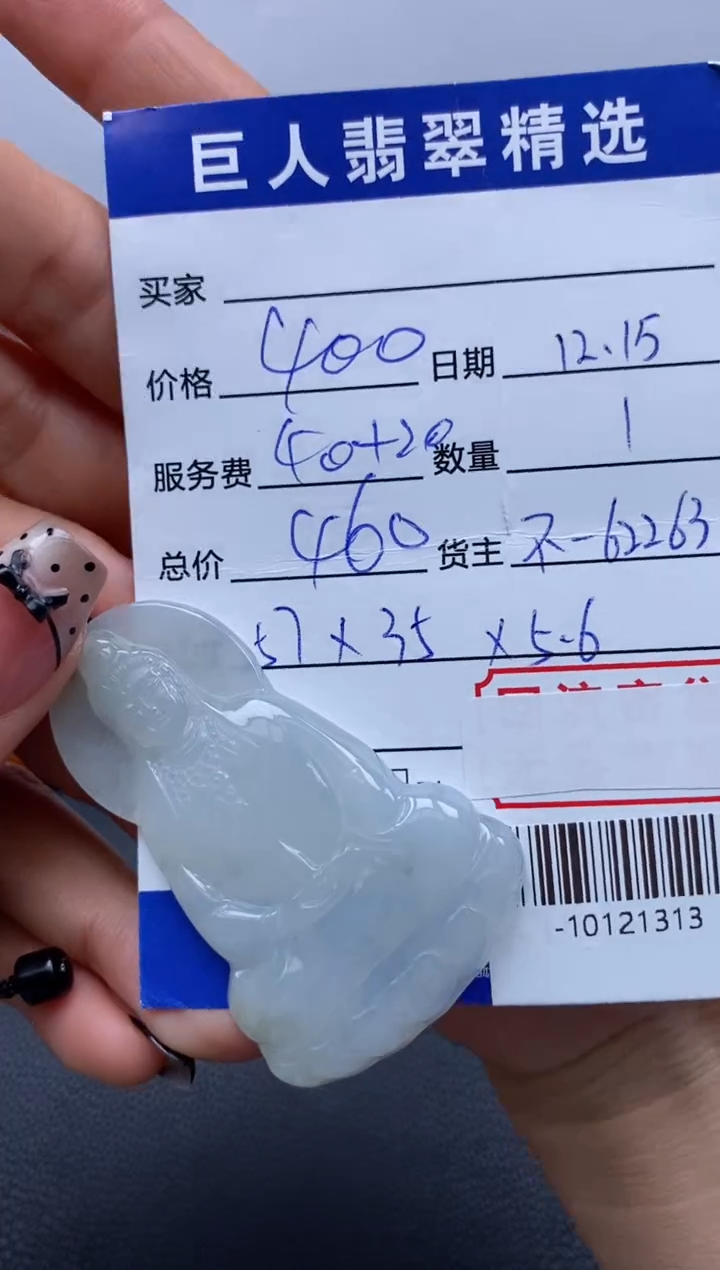 巨人翡翠精选
买家
价格 400 日期 12.15
服务费 40+20 数量 1
总价 460 货主 不-62263
57 x 35 x 5.6
-10121313